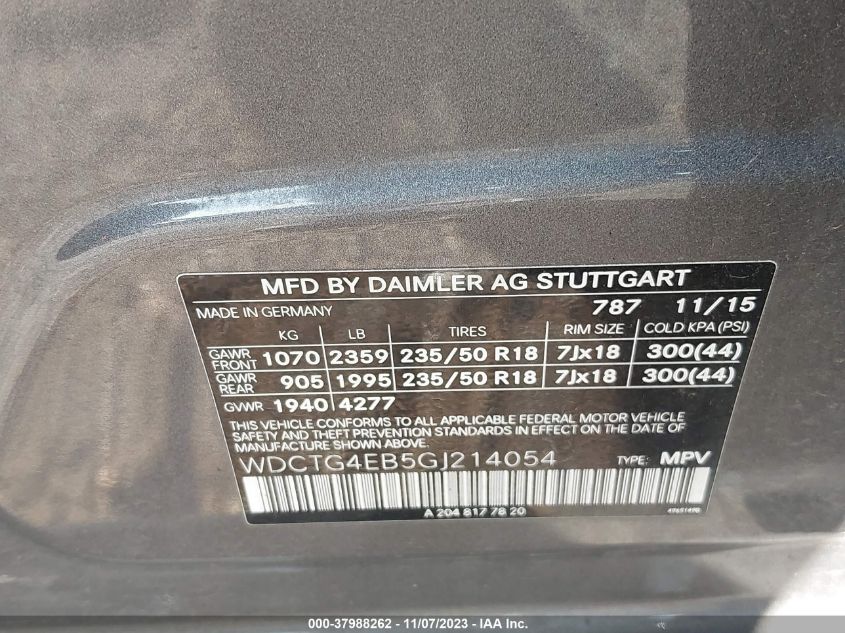 MFD BY DAIMLER AG STUTTGART
MADE IN GERMANY 787 11/15
KG LB TIRES RIM SIZE COLD KPA (PSI)
GAWR FRONT 1070 2359 235/50 R18 7Jx18 300(44)
GAWR REAR 905 1995 235/50 R18 7Jx18 300(44)
GVWR 1940 4277
THIS VEHICLE CONFORMS TO ALL APPLICABLE FEDERAL MOTOR VEHICLE
SAFETY AND THEFT PREVENTION STANDARDS IN EFFECT ON THE DATE OF
MANUFACTURE SHOWN ABOVE.
WDCTG4EB5GJ214054 TYPE: MPV
A 204 817 78 20
000-37988262 - 11/07/2023 - © IAA, Inc.